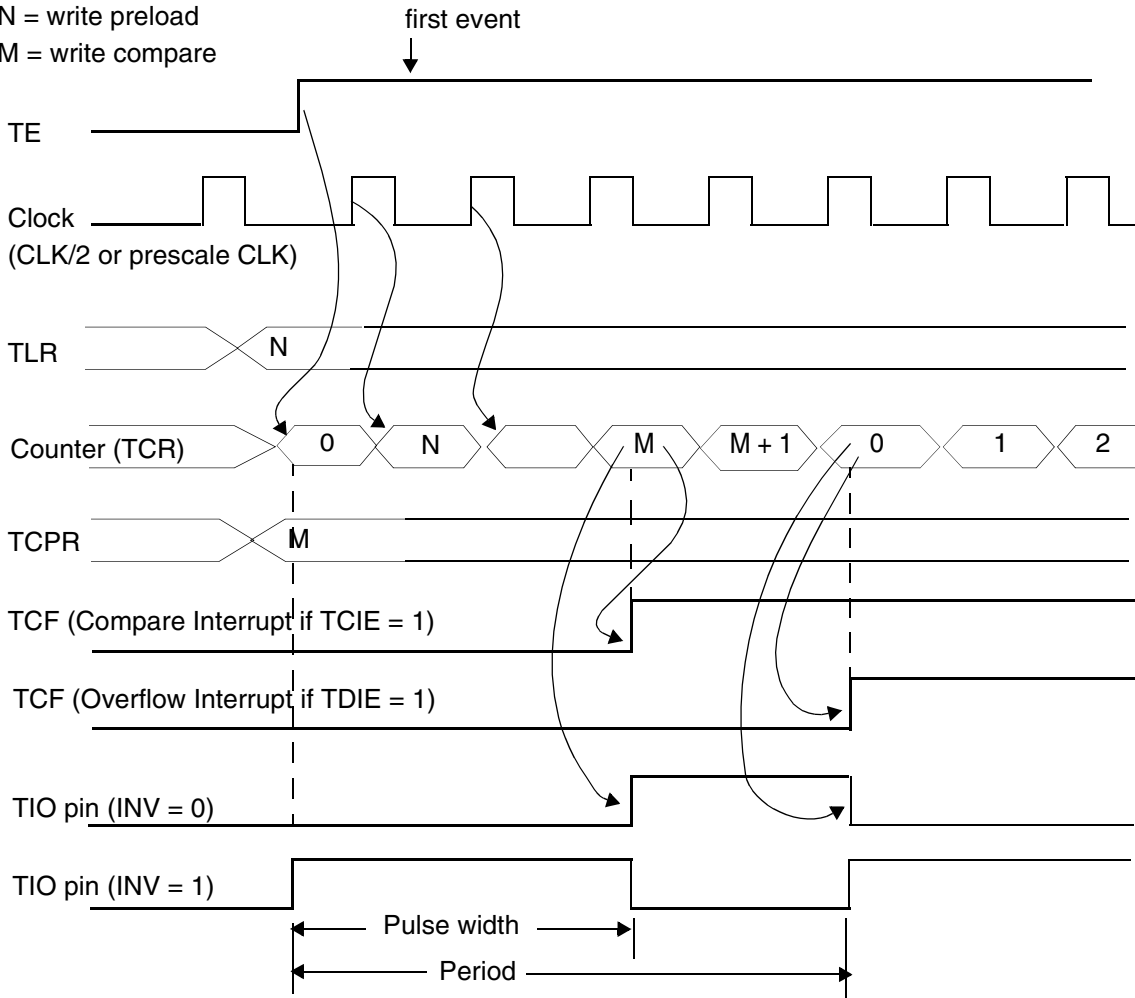 N = write preload
M = write compare
first event
TE
Clock
(CLK/2 or prescale CLK)
TLR
N
Counter (TCR)
0
N
M
M + 1
0
1
2
TCPR
M
TCF (Compare Interrupt if TCIE = 1)
TCF (Overflow Interrupt if TDIE = 1)
TIO pin (INV = 0)
TIO pin (INV = 1)
Pulse width
Period